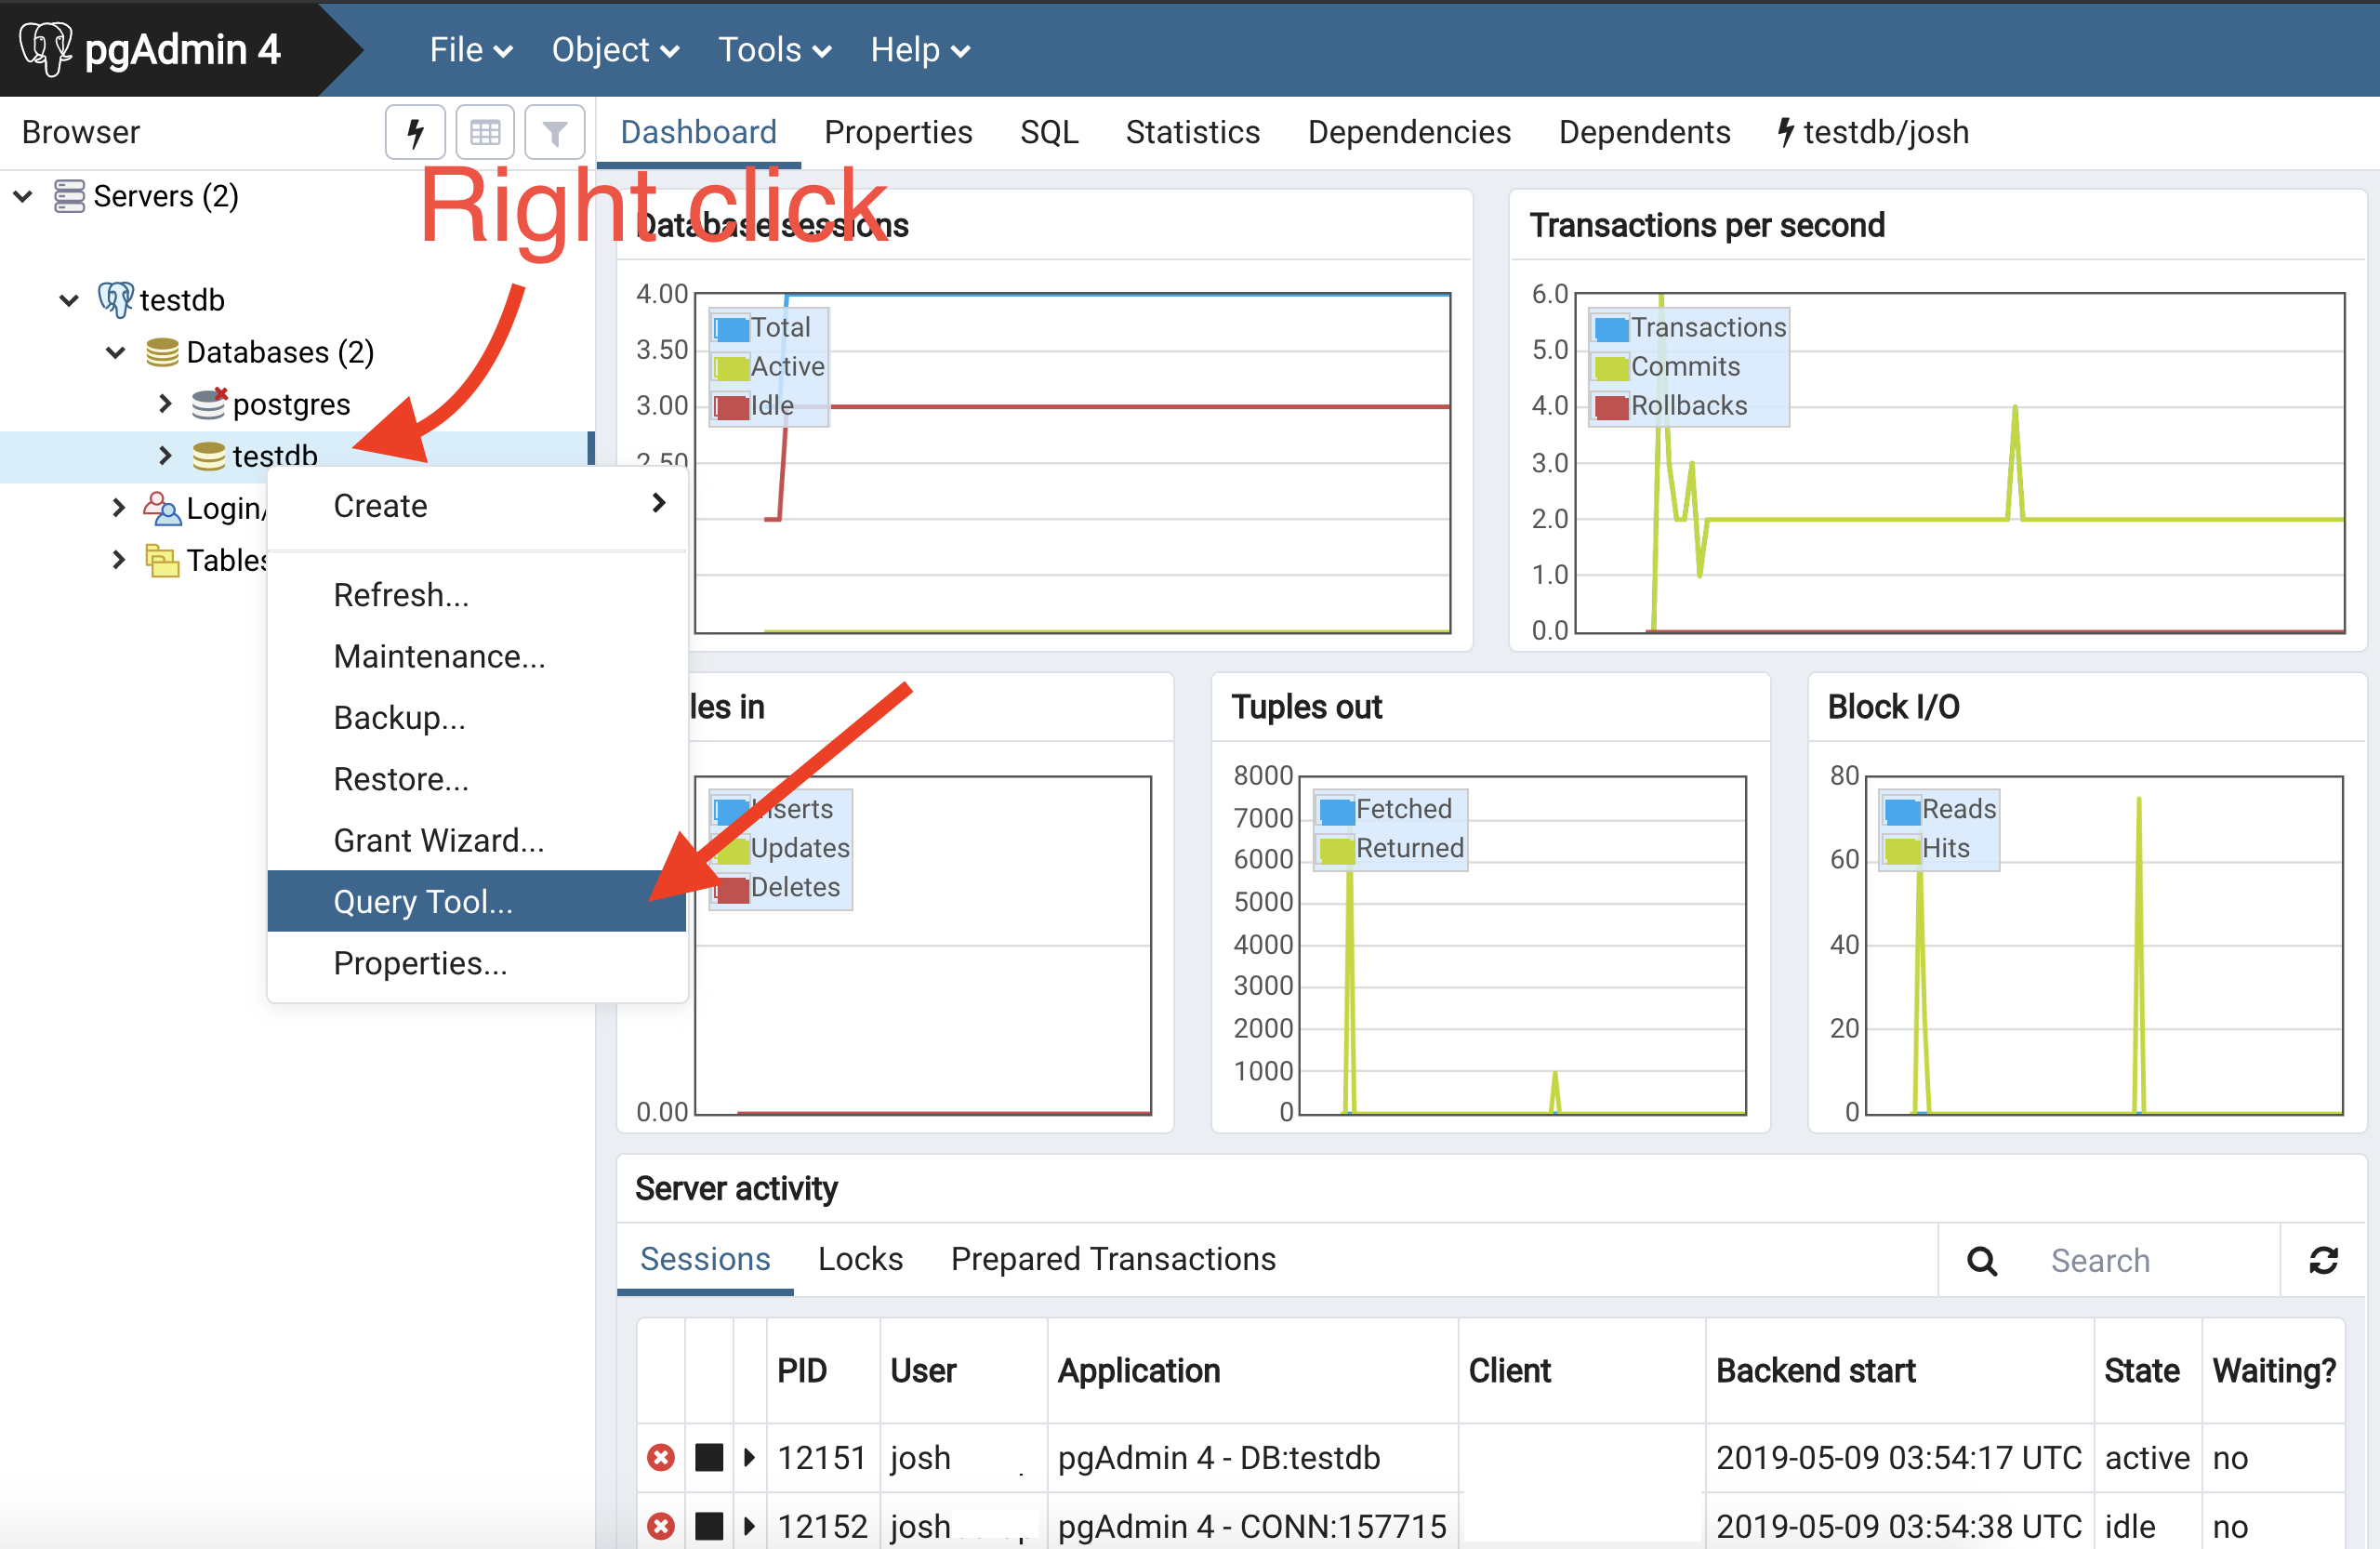 pgAdmin 4
File Object Tools Help
Browser
Dashboard Properties SQL Statistics Dependencies Dependents testdb/josh
Right click
Servers (2)
testdb
Databases (2)
postgres
testdb
Login/
Tables
Create
Refresh...
Maintenance...
Backup...
Restore...
Grant Wizard...
Query Tool...
Properties...
Database sessions
4.00
3.50
3.00
2.50
Total
Active
Idle
Transactions per second
6.0
5.0
4.0
3.0
2.0
1.0
0.0
Transactions
Commits
Rollbacks
les in
0.00
Inserts
Updates
Deletes
Tuples out
8000
7000
6000
5000
4000
3000
2000
1000
0
Fetched
Returned
Block I/O
80
60
40
20
0
Reads
Hits
Server activity
Sessions Locks Prepared Transactions
Search
PID User Application Client Backend start State Waiting?
12151 josh pgAdmin 4 - DB:testdb 2019-05-09 03:54:17 UTC active no
12152 josh pgAdmin 4 - CONN:157715 2019-05-09 03:54:38 UTC idle no